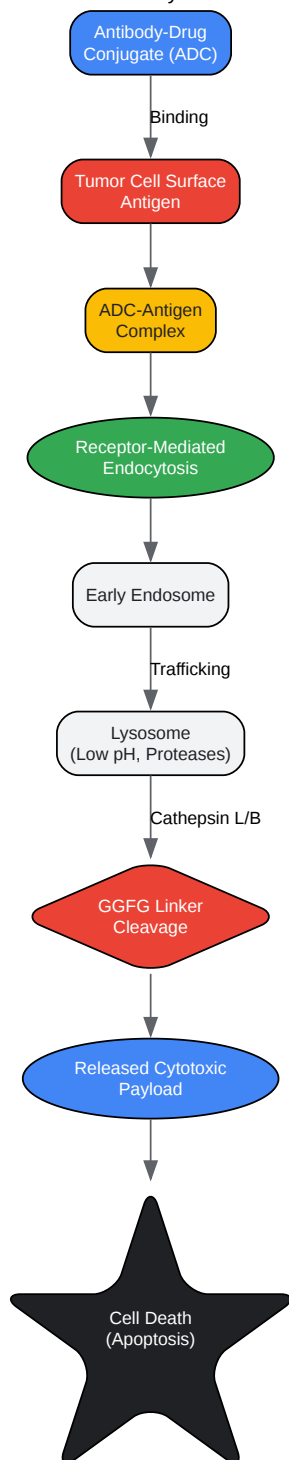 Antibody-Drug
Conjugate (ADC)
Binding
Tumor Cell Surface
Antigen
ADC-Antigen
Complex
Receptor-Mediated
Endocytosis
Early Endosome
Trafficking
Lysosome
(Low pH, Proteases)
Cathepsin L/B
GGFG Linker
Cleavage
Released Cytotoxic
Payload
Cell Death
(Apoptosis)